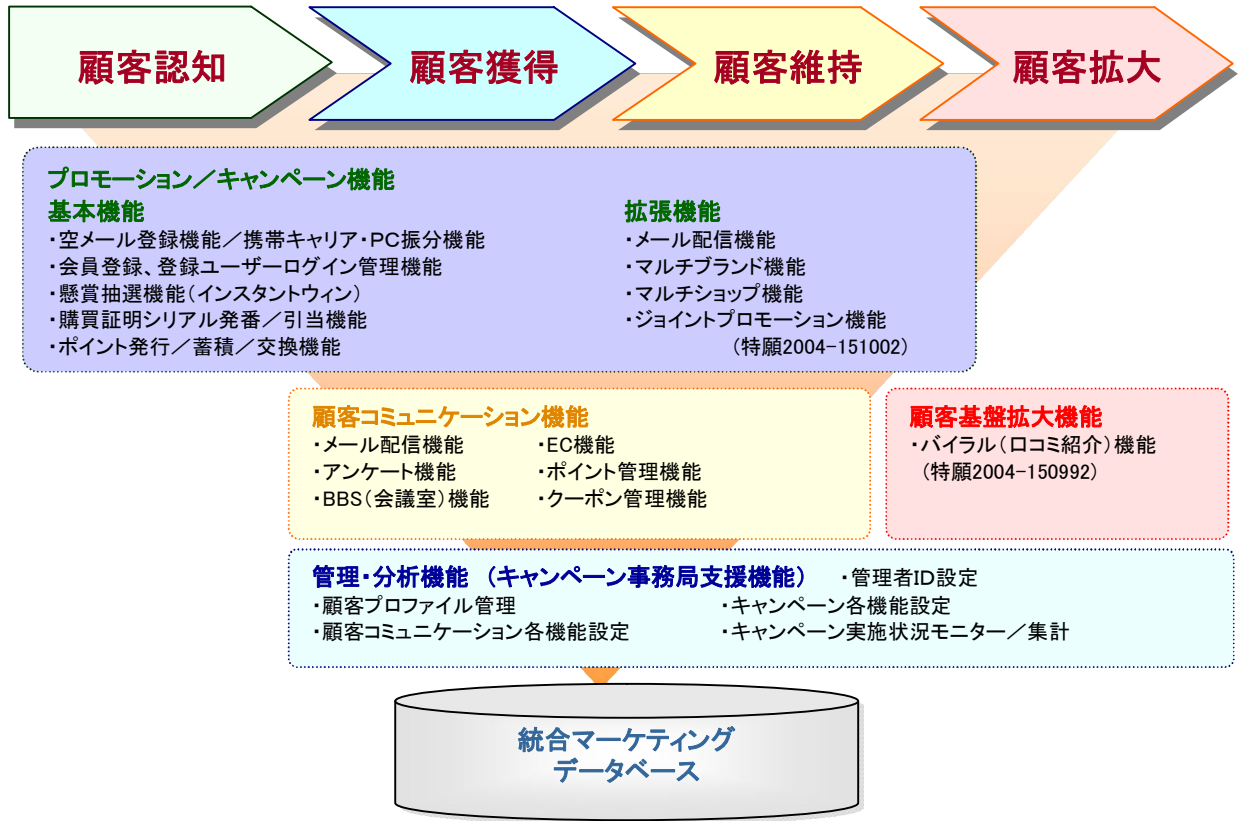 顧客認知
顧客獲得
顧客維持
顧客拡大
プロモーション／キャンペーン機能
基本機能
・空メール登録機能／携帯キャリア・PC振分機能
・会員登録、登録ユーザーログイン管理機能
・懸賞抽選機能（インスタントウィン）
・購買証明シリアル発番／引当機能
・ポイント発行／蓄積／交換機能
拡張機能
・メール配信機能
・マルチブランド機能
・マルチショップ機能
・ジョイントプロモーション機能
（特願2004-151002）
顧客コミュニケーション機能
・メール配信機能
・アンケート機能
・BBS（会議室）機能
・EC機能
・ポイント管理機能
・クーポン管理機能
顧客基盤拡大機能
・バイラル（口コミ紹介）機能
（特願2004-150992）
管理・分析機能 （キャンペーン事務局支援機能） ・管理者ID設定
・顧客プロファイル管理
・顧客コミュニケーション各機能設定
・キャンペーン各機能設定
・キャンペーン実施状況モニター／集計
統合マーケティング
データベース